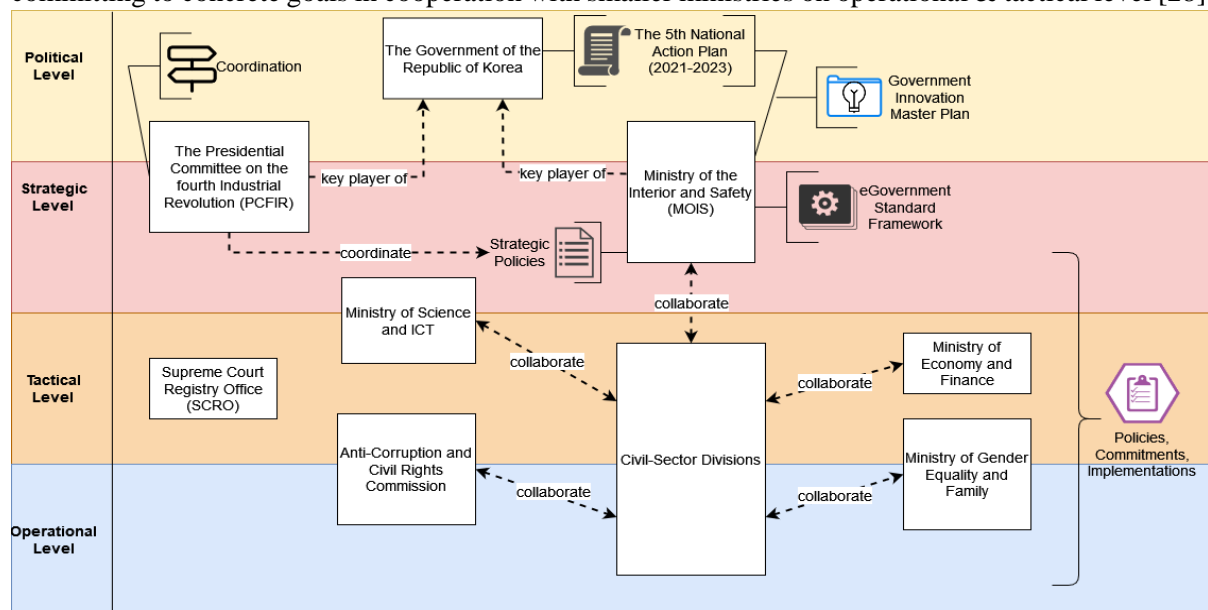 committing to concrete goals in cooperation with smaller ministries on operational & tactical level [28]
Political
Level
Coordination
The Government of the
Republic of Korea
The 5th National
Action Plan
(2021-2023)
Government
Innovation
Master Plan
The Presidential
Committee on the
fourth Industrial
Revolution (PCFIR)
key player of
key player of
Ministry of the
Interior and Safety
(MOIS)
Strategic
Level
eGovernment
Standard
Framework
coordinate
Strategic
Policies
collaborate
Ministry of Science
and ICT
Tactical
Level
Supreme Court
Registry Office
(SCRO)
collaborate
collaborate
Ministry of
Economy and
Finance
Anti-Corruption and
Civil Rights
Commission
Civil-Sector Divisions
Ministry of Gender
Equality and
Family
Policies,
Commitments,
Implementations
collaborate
collaborate
Operational
Level